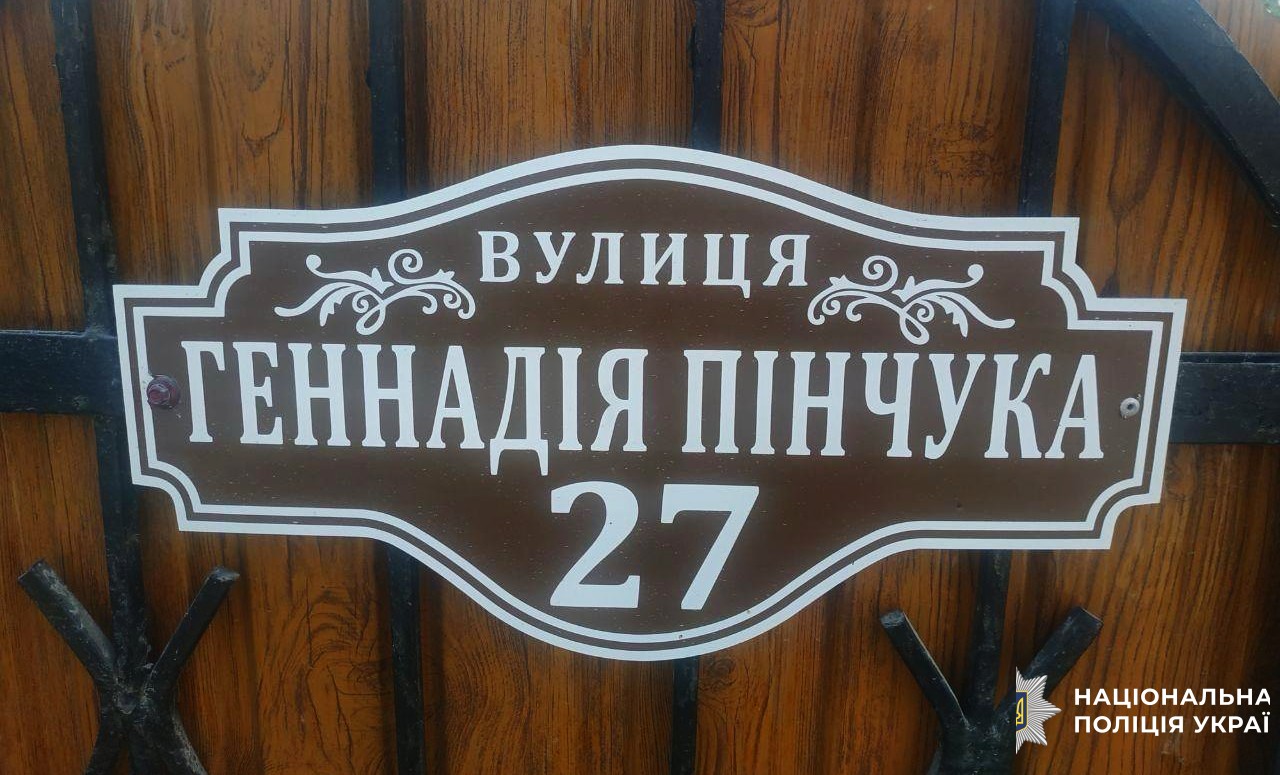 ВУЛИЦЯ
ГЕННАДІЯ ПІНЧУКА
27
НАЦІОНАЛЬНА
ПОЛІЦІЯ УКРАЇ